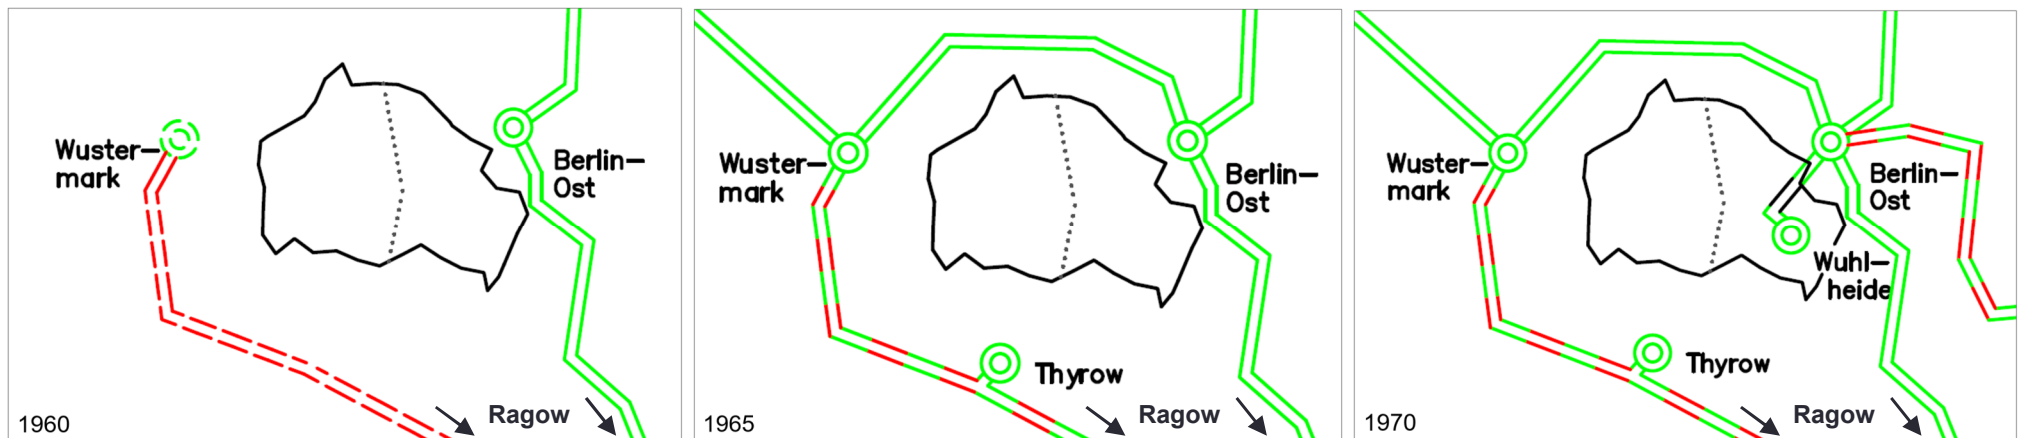 Wuster–
mark
Berlin–
Ost
Ragow
1960
Wuster–
mark
Berlin–
Ost
Thyrow
Ragow
1965
Wuster–
mark
Berlin–
Ost
Wuhl–
heide
Thyrow
Ragow
1970